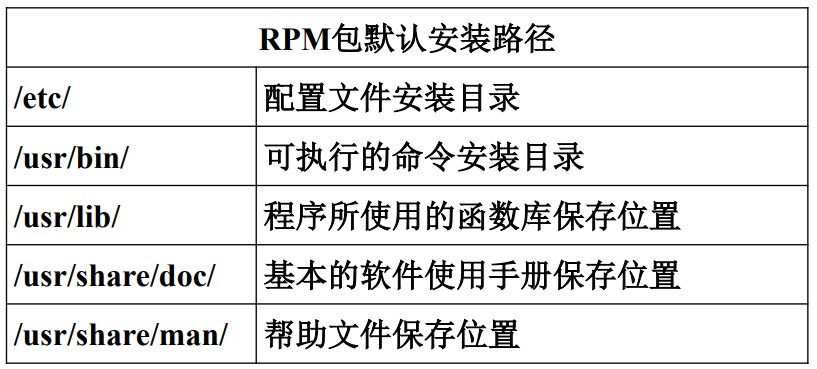 RPM包默认安装路径
/etc/ 配置文件安装目录
/usr/bin/ 可执行的命令安装目录
/usr/lib/ 程序所使用的函数库保存位置
/usr/share/doc/ 基本的软件使用手册保存位置
/usr/share/man/ 帮助文件保存位置